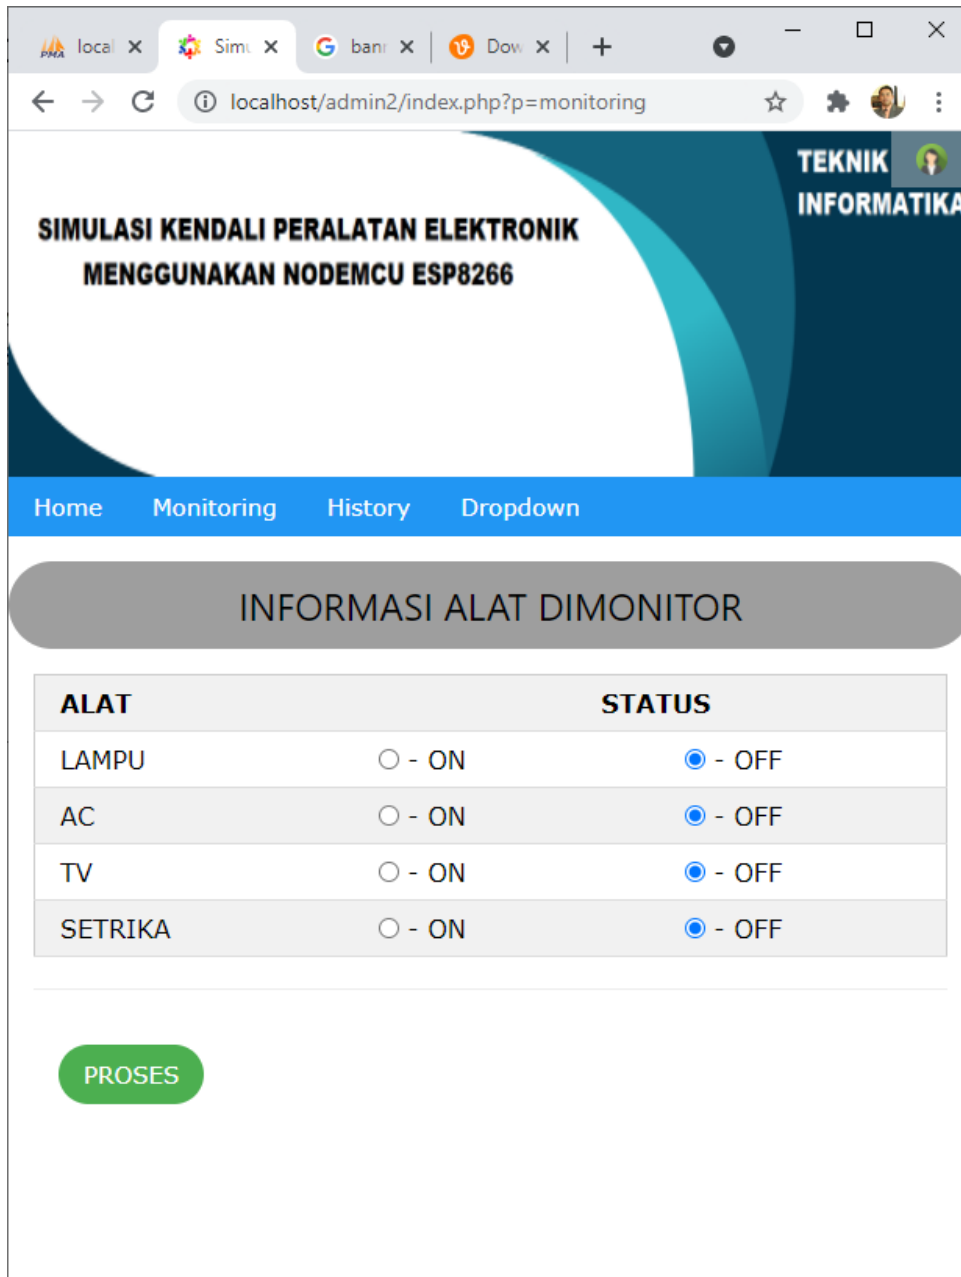 local
Simu
bann
Dow
localhost/admin2/index.php?p=monitoring
TEKNIK
INFORMATIKA
SIMULASI KENDALI PERALATAN ELEKTRONIK
MENGGUNAKAN NODEMCU ESP8266
Home Monitoring History Dropdown
INFORMASI ALAT DIMONITOR
ALAT STATUS
LAMPU - ON - OFF
AC - ON - OFF
TV - ON - OFF
SETRIKA - ON - OFF
PROSES